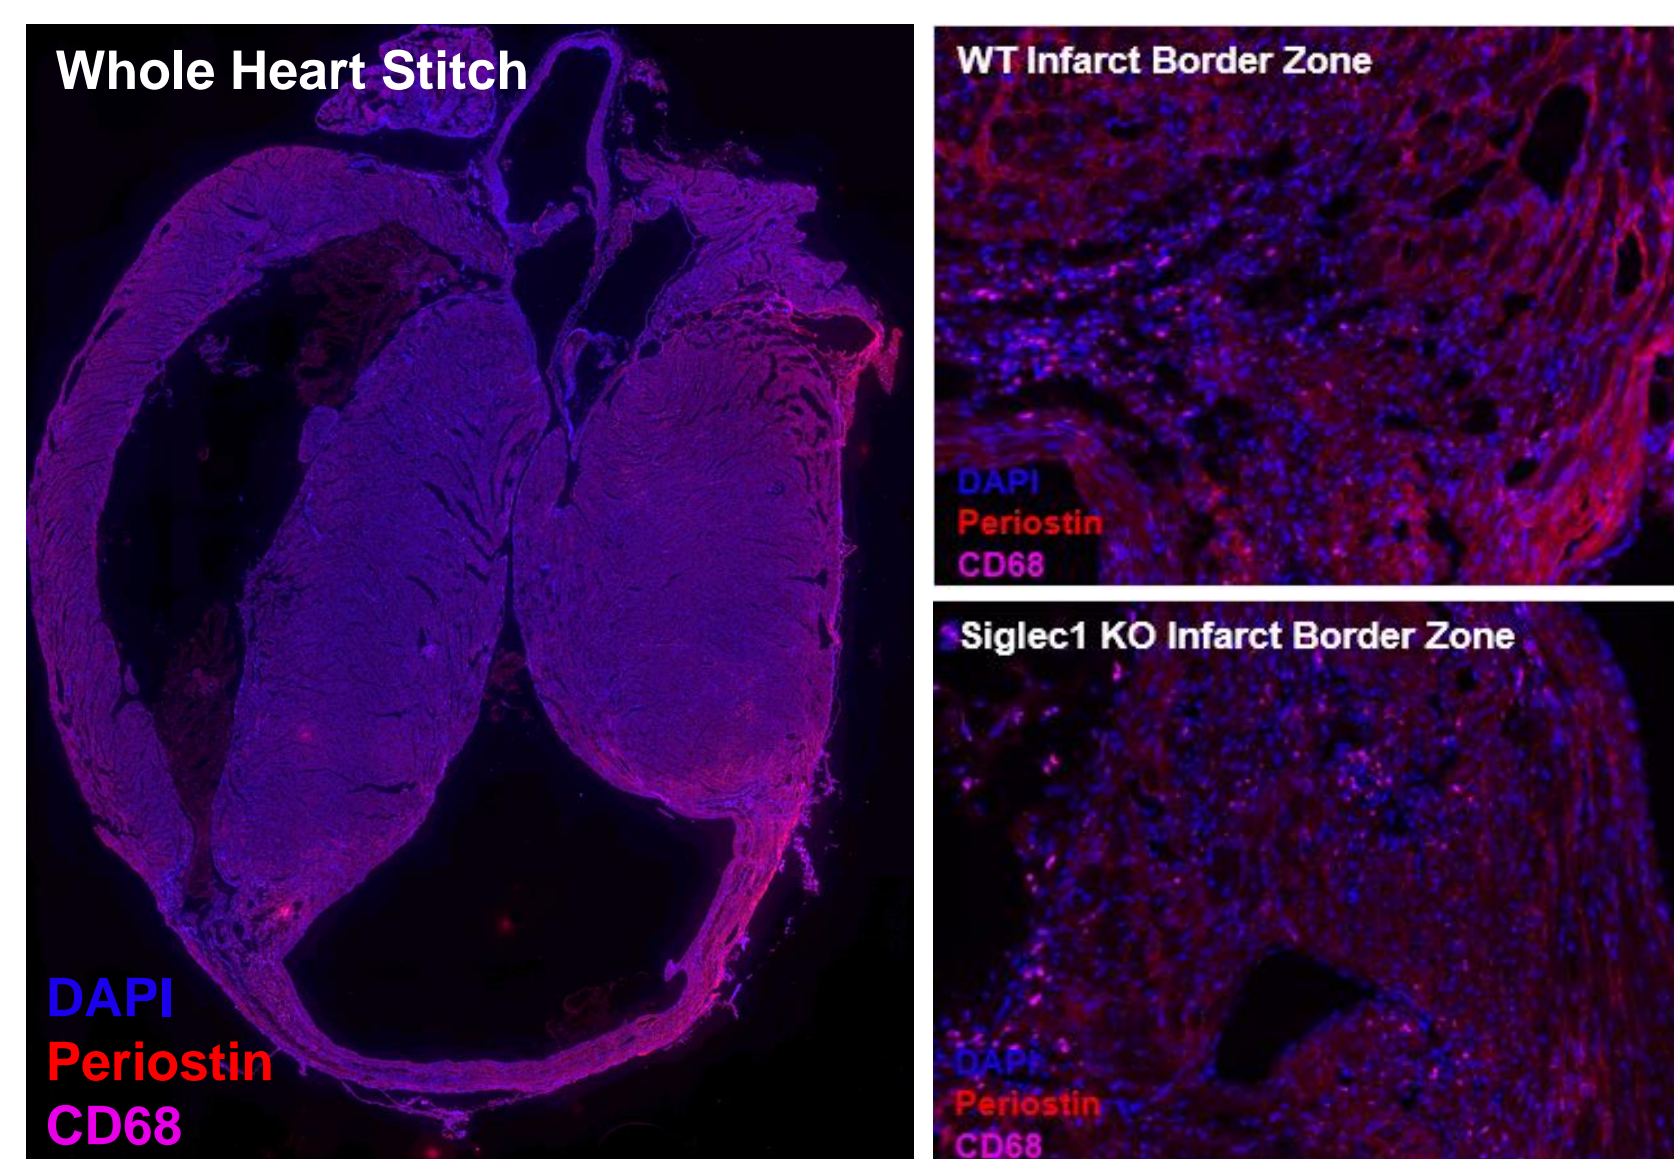 Whole Heart Stitch
DAPI
Periostin
CD68
WT Infarct Border Zone
DAPI
Periostin
CD68
Siglec1 KO Infarct Border Zone
DAPI
Periostin
CD68